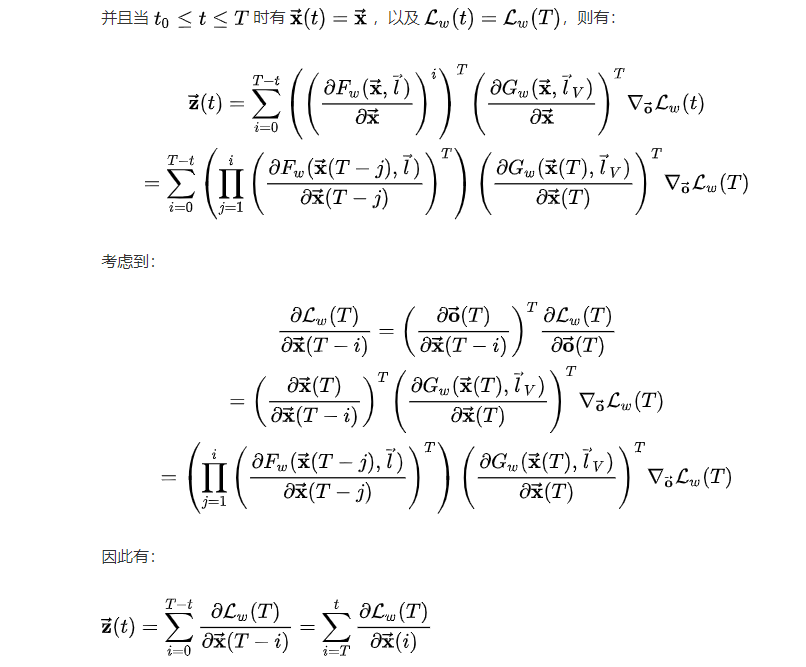 并且当 $t_0 \le t \le T$ 时有 $\vec{\mathbf{x}}(t) = \vec{\mathbf{x}}$ ，以及 $\mathcal{L}_w(t) = \mathcal{L}_w(T)$，则有：
$\vec{\mathbf{z}}(t) = \sum_{i=0}^{T-t} \left( \left( \frac{\partial F_w(\vec{\mathbf{x}}, \vec{l})}{\partial \vec{\mathbf{x}}} \right)^i \right)^T \left( \frac{\partial G_w(\vec{\mathbf{x}}, \vec{l}_V)}{\partial \vec{\mathbf{x}}} \right)^T \nabla_{\vec{\mathbf{o}}} \mathcal{L}_w(t)$
$= \sum_{i=0}^{T-t} \left( \prod_{j=1}^{i} \left( \frac{\partial F_w(\vec{\mathbf{x}}(T-j), \vec{l})}{\partial \vec{\mathbf{x}}(T-j)} \right)^T \right) \left( \frac{\partial G_w(\vec{\mathbf{x}}(T), \vec{l}_V)}{\partial \vec{\mathbf{x}}(T)} \right)^T \nabla_{\vec{\mathbf{o}}} \mathcal{L}_w(T)$
考虑到：
$\frac{\partial \mathcal{L}_w(T)}{\partial \vec{\mathbf{x}}(T-i)} = \left( \frac{\partial \vec{\mathbf{o}}(T)}{\partial \vec{\mathbf{x}}(T-i)} \right)^T \frac{\partial \mathcal{L}_w(T)}{\partial \vec{\mathbf{o}}(T)}$
$= \left( \frac{\partial \vec{\mathbf{x}}(T)}{\partial \vec{\mathbf{x}}(T-i)} \right)^T \left( \frac{\partial G_w(\vec{\mathbf{x}}(T), \vec{l}_V)}{\partial \vec{\mathbf{x}}(T)} \right)^T \nabla_{\vec{\mathbf{o}}} \mathcal{L}_w(T)$
$= \left( \prod_{j=1}^{i} \left( \frac{\partial F_w(\vec{\mathbf{x}}(T-j), \vec{l})}{\partial \vec{\mathbf{x}}(T-j)} \right)^T \right) \left( \frac{\partial G_w(\vec{\mathbf{x}}(T), \vec{l}_V)}{\partial \vec{\mathbf{x}}(T)} \right)^T \nabla_{\vec{\mathbf{o}}} \mathcal{L}_w(T)$
因此有：
$\vec{\mathbf{z}}(t) = \sum_{i=0}^{T-t} \frac{\partial \mathcal{L}_w(T)}{\partial \vec{\mathbf{x}}(T-i)} = \sum_{i=T}^{t} \frac{\partial \mathcal{L}_w(T)}{\partial \vec{\mathbf{x}}(i)}$